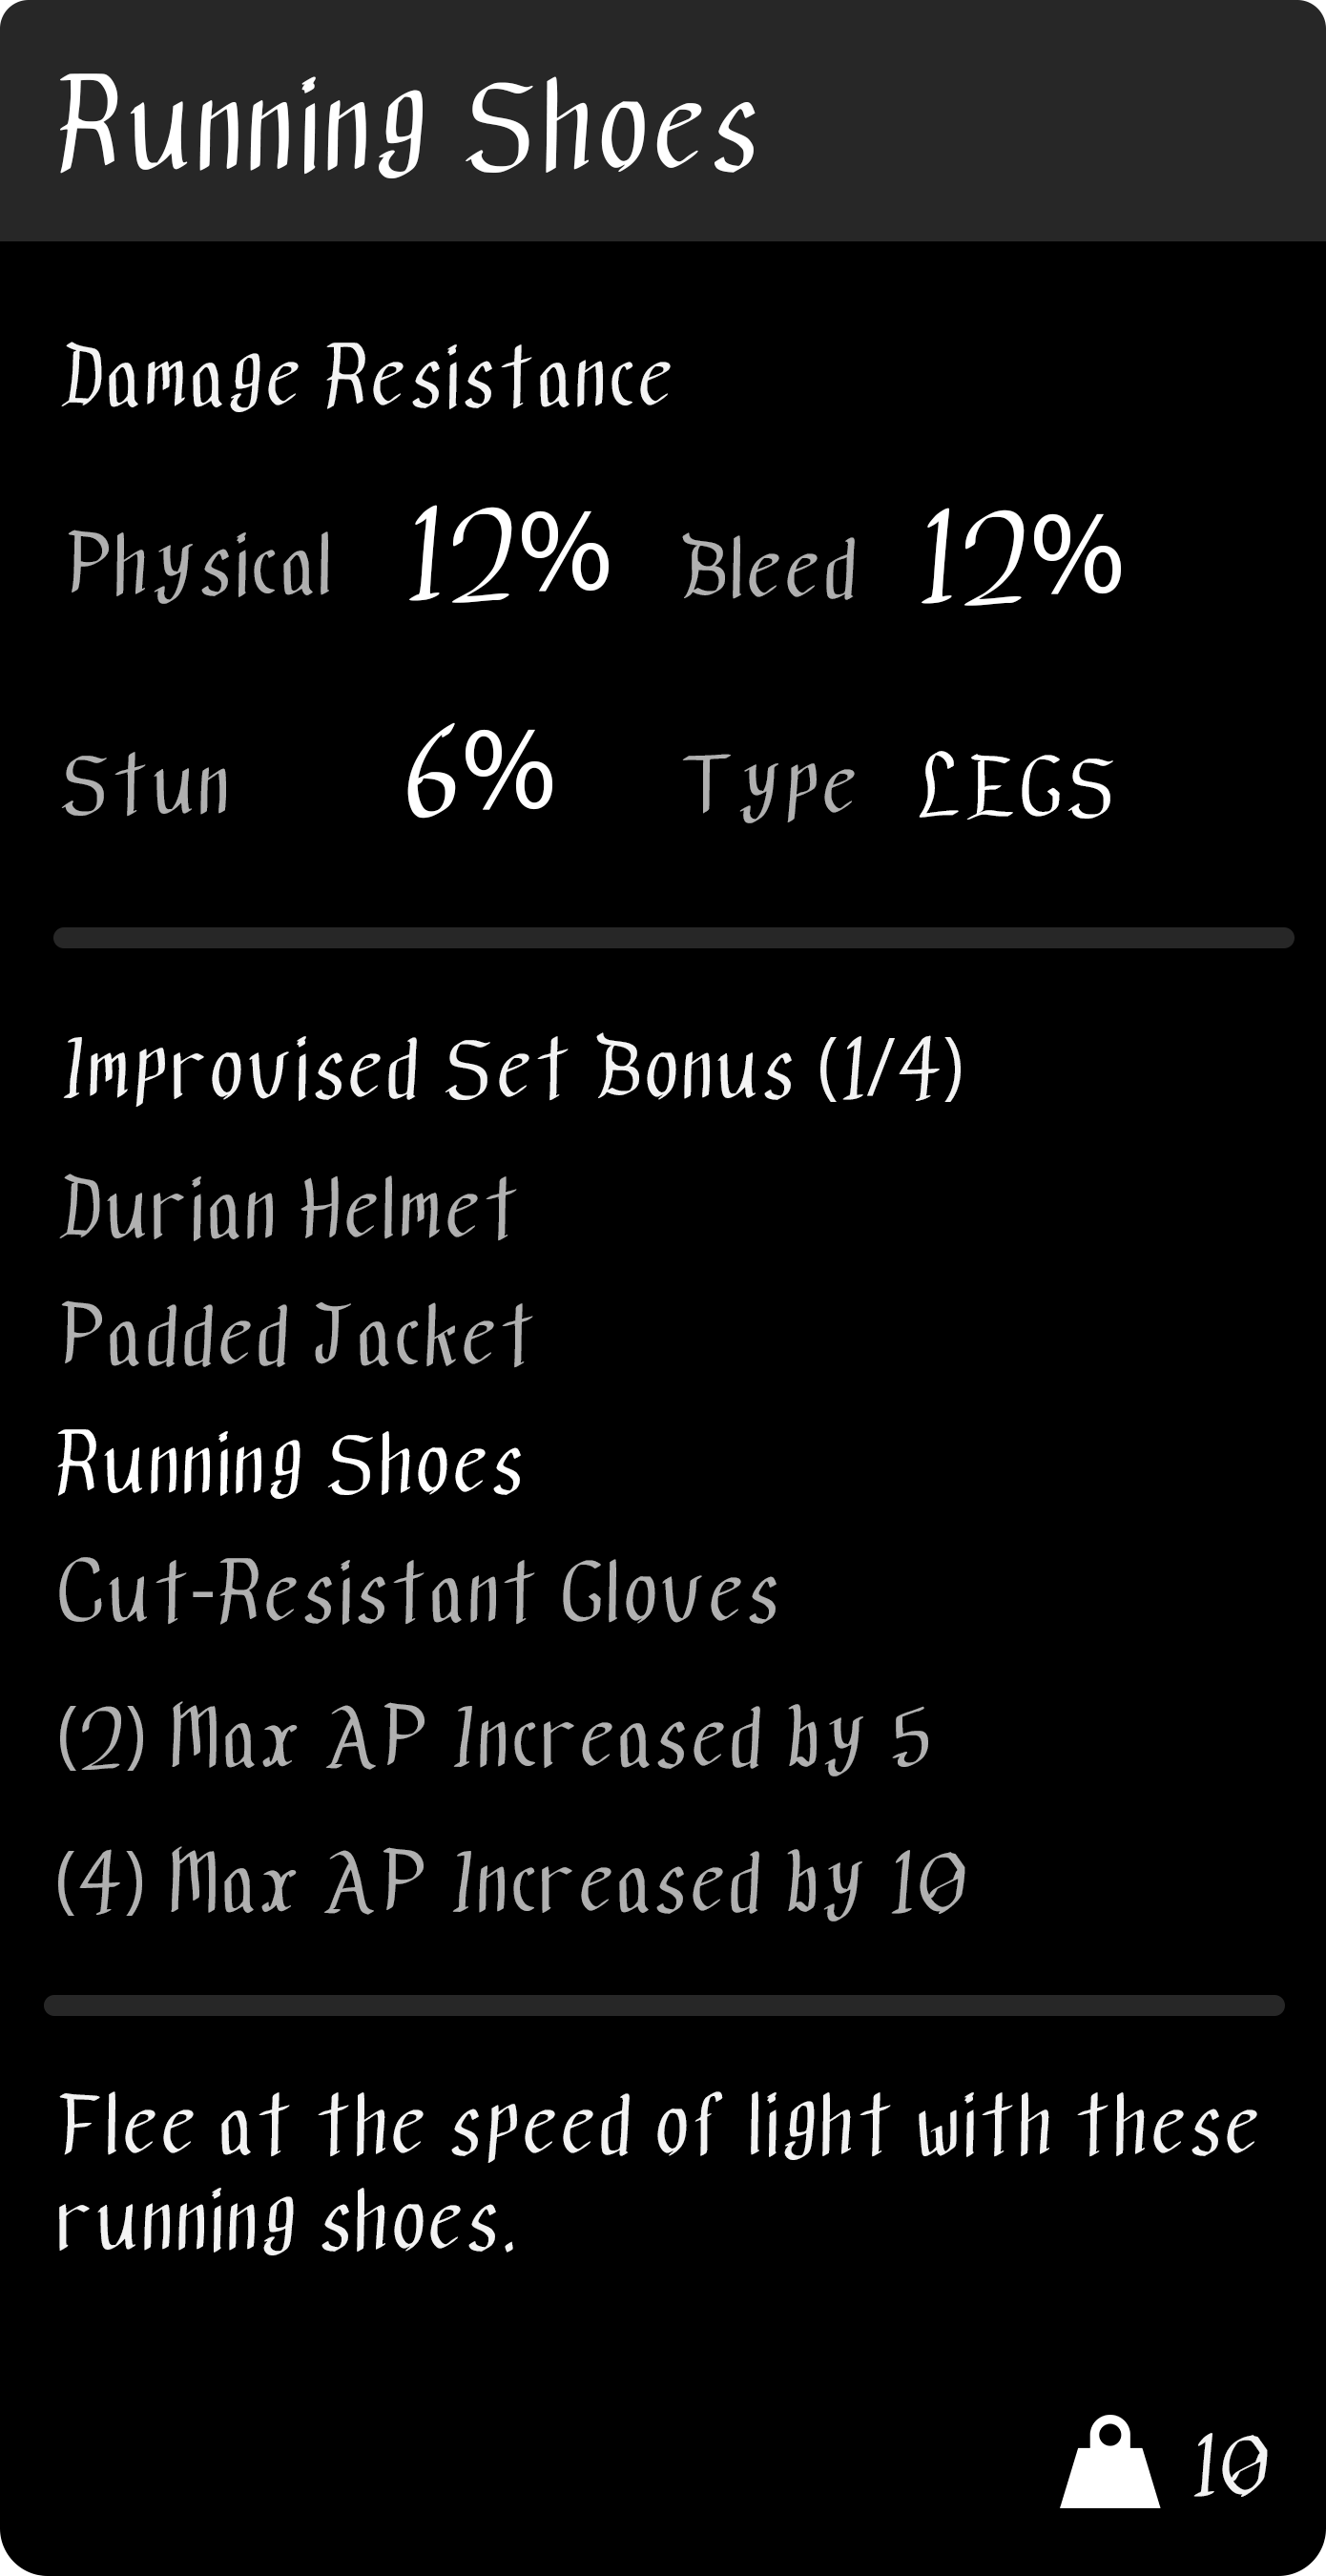 Running Shoes
Damage Resistance
Physical 12% Bleed 12%
Stun 6% Type LEGS
Improvised Set Bonus (1/4)
Durian Helmet
Padded Jacket
Running Shoes
Cut-Resistant Gloves
(2) Max AP Increased by 5
(4) Max AP Increased by 10
Flee at the speed of light with these
running shoes.
10